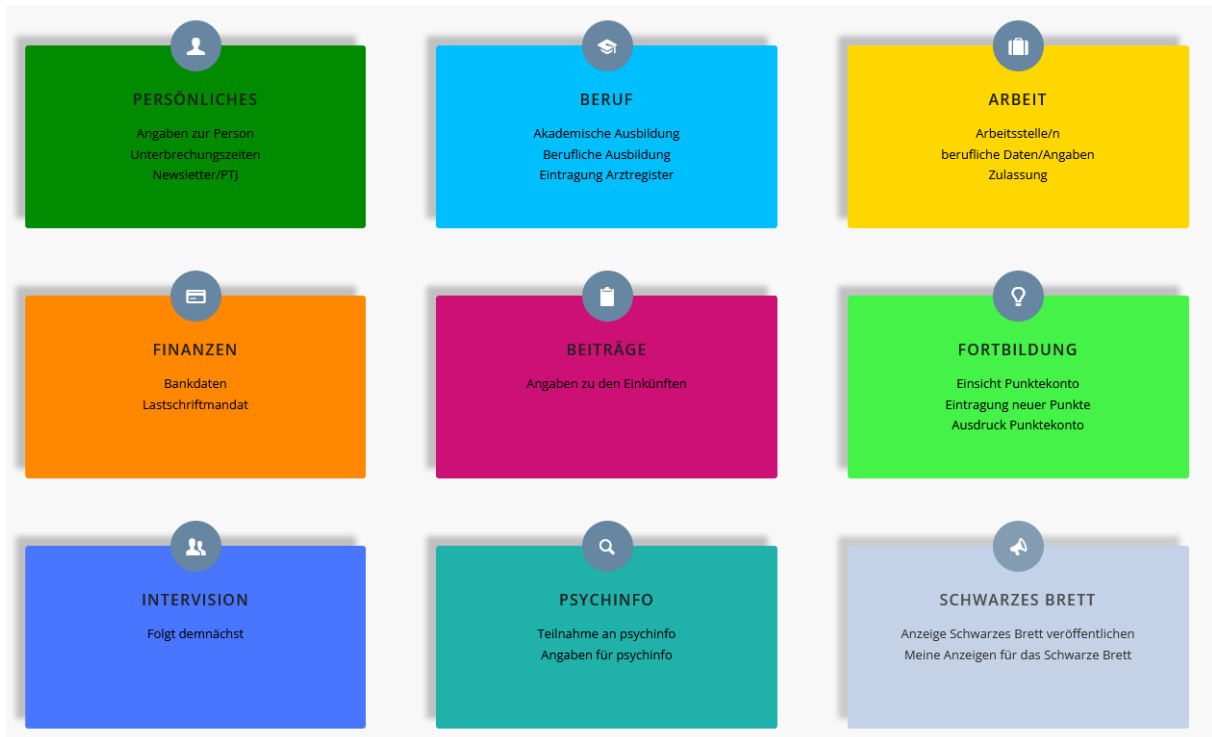 PERSÖNLICHES
Angaben zur Person
Unterbrechungszeiten
Newsletter/PTJ
BERUF
Akademische Ausbildung
Berufliche Ausbildung
Eintragung Arztregister
ARBEIT
Arbeitsstelle/n
berufliche Daten/Angaben
Zulassung
FINANZEN
Bankdaten
Lastschriftmandat
BEITRÄGE
Angaben zu den Einkünften
FORTBILDUNG
Einsicht Punktekonto
Eintragung neuer Punkte
Ausdruck Punktekonto
INTERVISION
Folgt demnächst
PSYCHINFO
Teilnahme an psychinfo
Angaben für psychinfo
SCHWARZES BRETT
Anzeige Schwarzes Brett veröffentlichen
Meine Anzeigen für das Schwarze Brett